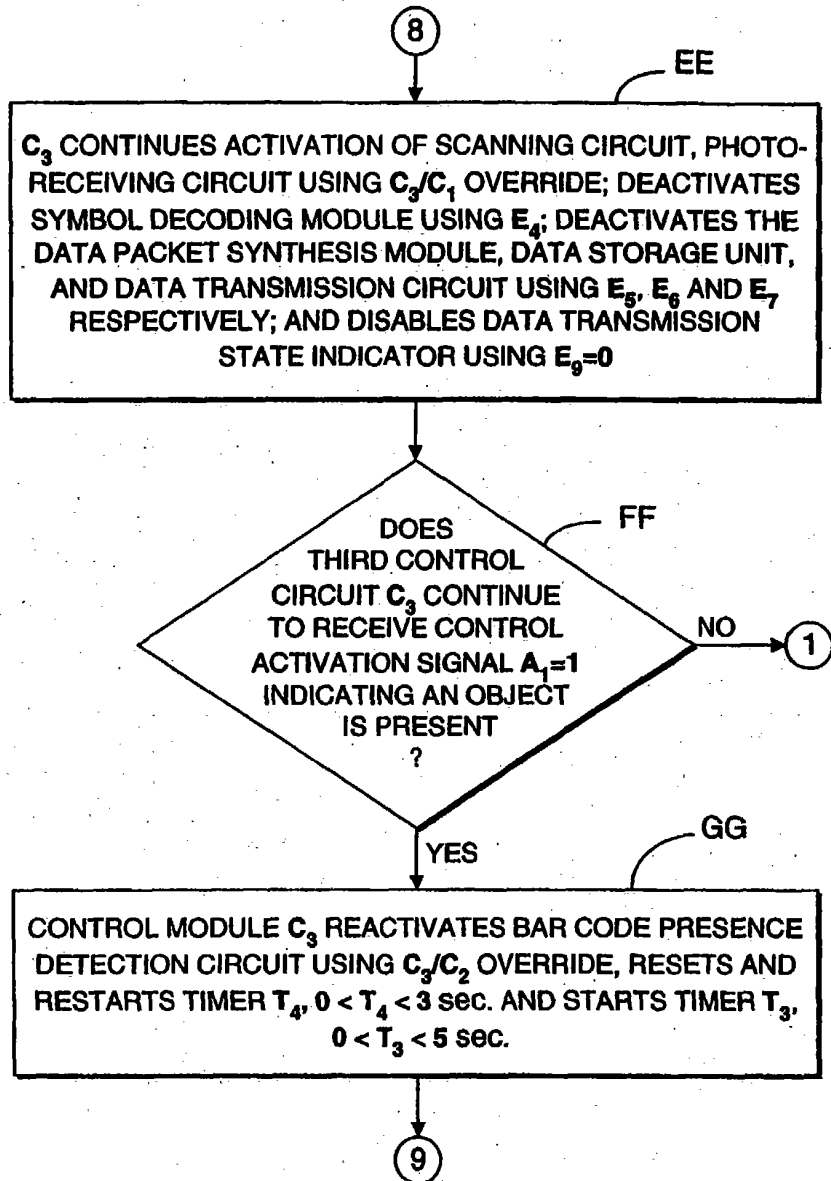 8
EE
C₃ CONTINUES ACTIVATION OF SCANNING CIRCUIT, PHOTO-
RECEIVING CIRCUIT USING C₃/C₁ OVERRIDE; DEACTIVATES
SYMBOL DECODING MODULE USING E₄; DEACTIVATES THE
DATA PACKET SYNTHESIS MODULE, DATA STORAGE UNIT,
AND DATA TRANSMISSION CIRCUIT USING E₅, E₆ AND E₇
RESPECTIVELY; AND DISABLES DATA TRANSMISSION
STATE INDICATOR USING E₉=0
FF
DOES
THIRD CONTROL
CIRCUIT C₃ CONTINUE
TO RECEIVE CONTROL
ACTIVATION SIGNAL A₁=1
INDICATING AN OBJECT
IS PRESENT
?
NO
1
YES
GG
CONTROL MODULE C₃ REACTIVATES BAR CODE PRESENCE
DETECTION CIRCUIT USING C₃/C₂ OVERRIDE, RESETS AND
RESTARTS TIMER T₄, 0 < T₄ < 3 sec. AND STARTS TIMER T₃,
0 < T₃ < 5 sec.
9